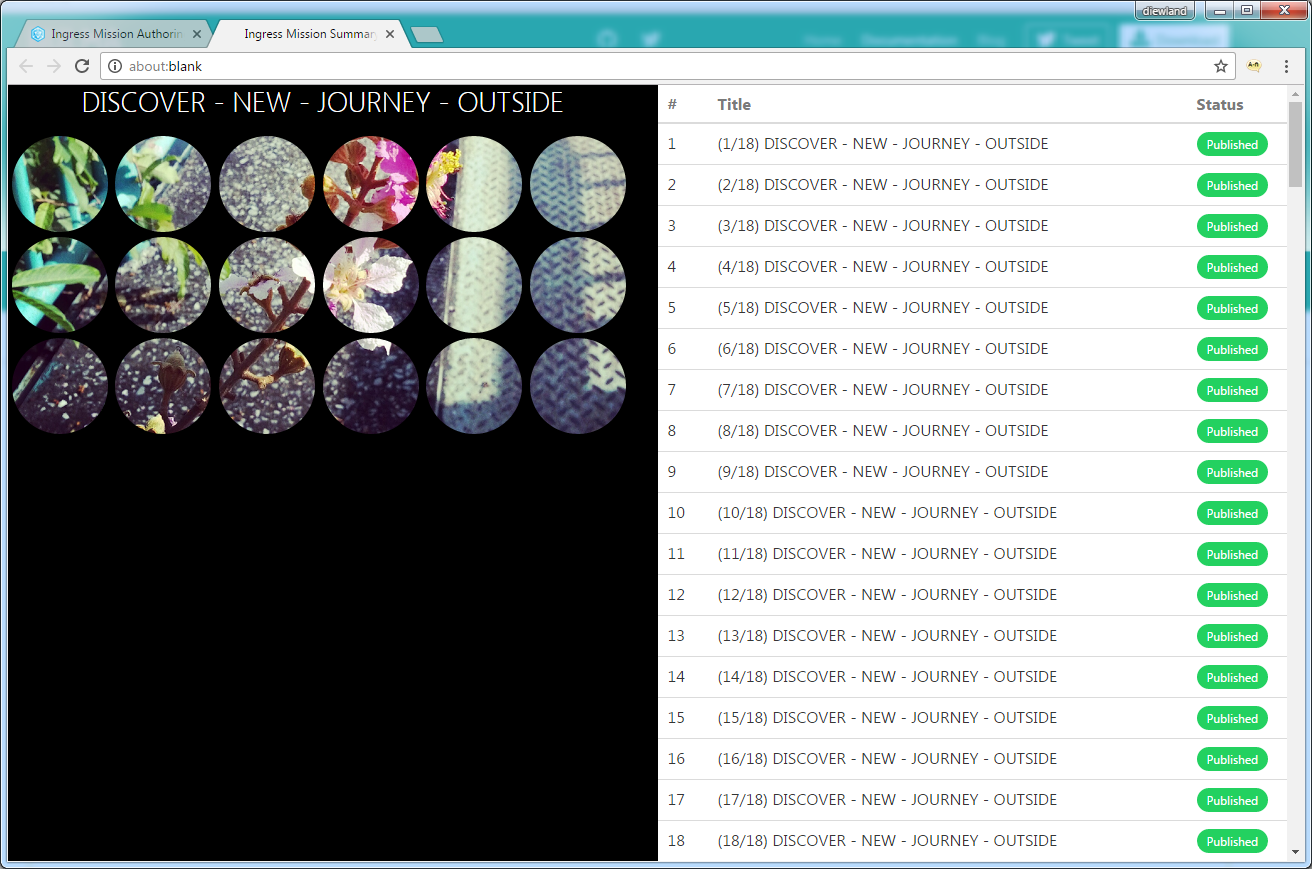 diewland
Ingress Mission Authorin
Ingress Mission Summary
about:blank
Home Documentation Blog Tweet Download
DISCOVER - NEW - JOURNEY - OUTSIDE
# Title Status
1 (1/18) DISCOVER - NEW - JOURNEY - OUTSIDE Published
2 (2/18) DISCOVER - NEW - JOURNEY - OUTSIDE Published
3 (3/18) DISCOVER - NEW - JOURNEY - OUTSIDE Published
4 (4/18) DISCOVER - NEW - JOURNEY - OUTSIDE Published
5 (5/18) DISCOVER - NEW - JOURNEY - OUTSIDE Published
6 (6/18) DISCOVER - NEW - JOURNEY - OUTSIDE Published
7 (7/18) DISCOVER - NEW - JOURNEY - OUTSIDE Published
8 (8/18) DISCOVER - NEW - JOURNEY - OUTSIDE Published
9 (9/18) DISCOVER - NEW - JOURNEY - OUTSIDE Published
10 (10/18) DISCOVER - NEW - JOURNEY - OUTSIDE Published
11 (11/18) DISCOVER - NEW - JOURNEY - OUTSIDE Published
12 (12/18) DISCOVER - NEW - JOURNEY - OUTSIDE Published
13 (13/18) DISCOVER - NEW - JOURNEY - OUTSIDE Published
14 (14/18) DISCOVER - NEW - JOURNEY - OUTSIDE Published
15 (15/18) DISCOVER - NEW - JOURNEY - OUTSIDE Published
16 (16/18) DISCOVER - NEW - JOURNEY - OUTSIDE Published
17 (17/18) DISCOVER - NEW - JOURNEY - OUTSIDE Published
18 (18/18) DISCOVER - NEW - JOURNEY - OUTSIDE Published